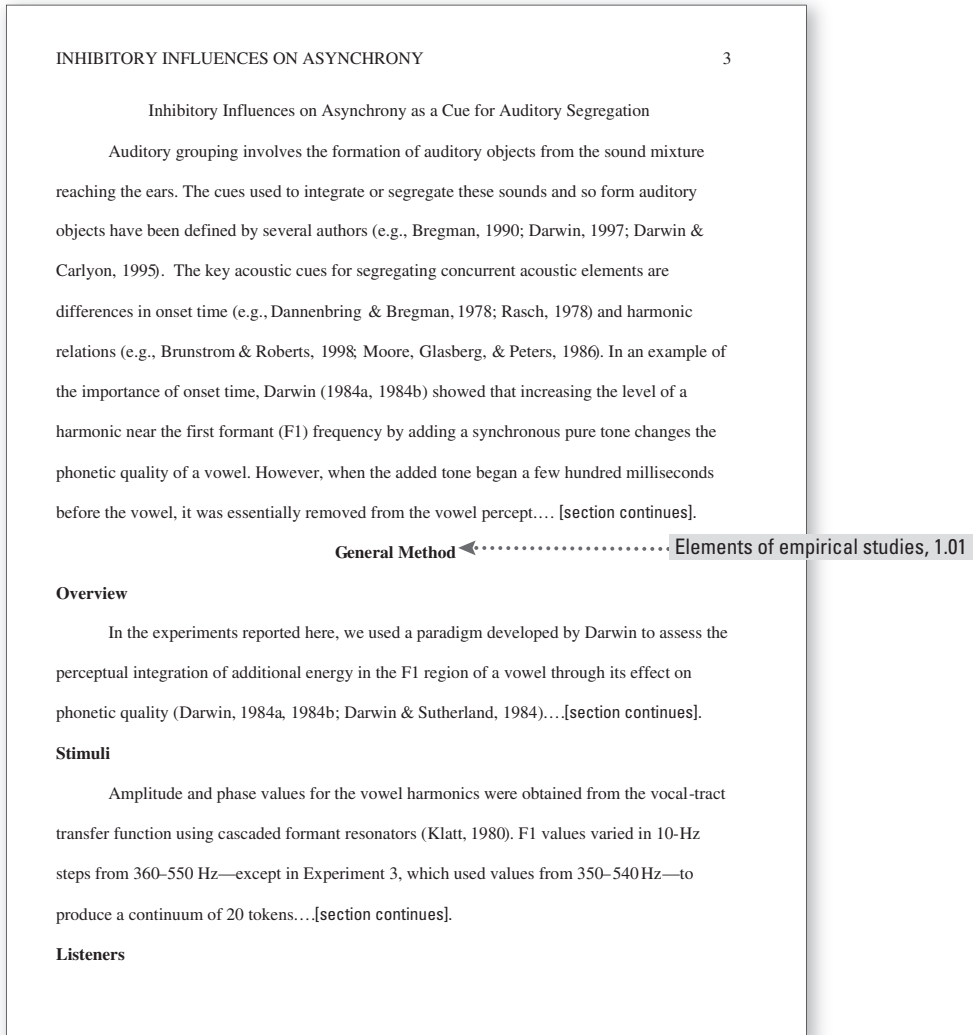 INHIBITORY INFLUENCES ON ASYNCHRONY 3
Inhibitory Influences on Asynchrony as a Cue for Auditory Segregation
Auditory grouping involves the formation of auditory objects from the sound mixture
reaching the ears. The cues used to integrate or segregate these sounds and so form auditory
objects have been defined by several authors (e.g., Bregman, 1990; Darwin, 1997; Darwin &
Carlyon, 1995).  The key acoustic cues for segregating concurrent acoustic elements are
differences in onset time (e.g., Dannenbring & Bregman, 1978; Rasch, 1978) and harmonic
relations (e.g., Brunstrom & Roberts, 1998; Moore, Glasberg, & Peters, 1986). In an example of
the importance of onset time, Darwin (1984a, 1984b) showed that increasing the level of a
harmonic near the first formant (F1) frequency by adding a synchronous pure tone changes the
phonetic quality of a vowel. However, when the added tone began a few hundred milliseconds
before the vowel, it was essentially removed from the vowel percept.… [section continues].
General Method Elements of empirical studies, 1.01
Overview
In the experiments reported here, we used a paradigm developed by Darwin to assess the
perceptual integration of additional energy in the F1 region of a vowel through its effect on
phonetic quality (Darwin, 1984a, 1984b; Darwin & Sutherland, 1984).…[section continues].
Stimuli
Amplitude and phase values for the vowel harmonics were obtained from the vocal-tract
transfer function using cascaded formant resonators (Klatt, 1980). F1 values varied in 10-Hz
steps from 360–550 Hz—except in Experiment 3, which used values from 350–540 Hz—to
produce a continuum of 20 tokens.…[section continues].
Listeners